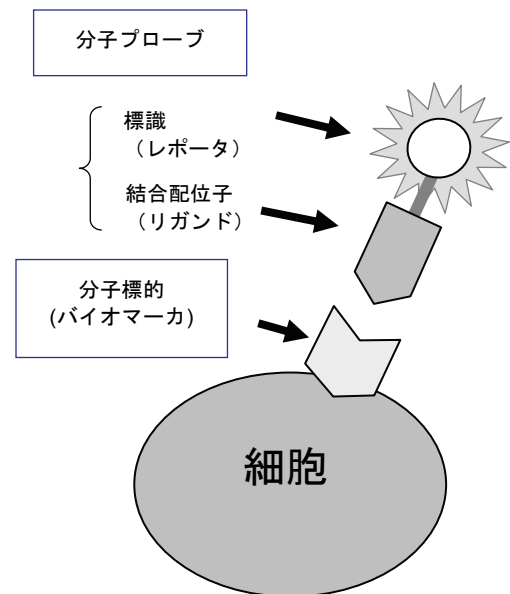 分子プローブ
標識
（レポータ）
結合配位子
（リガンド）
分子標的
(バイオマーカ)
細胞